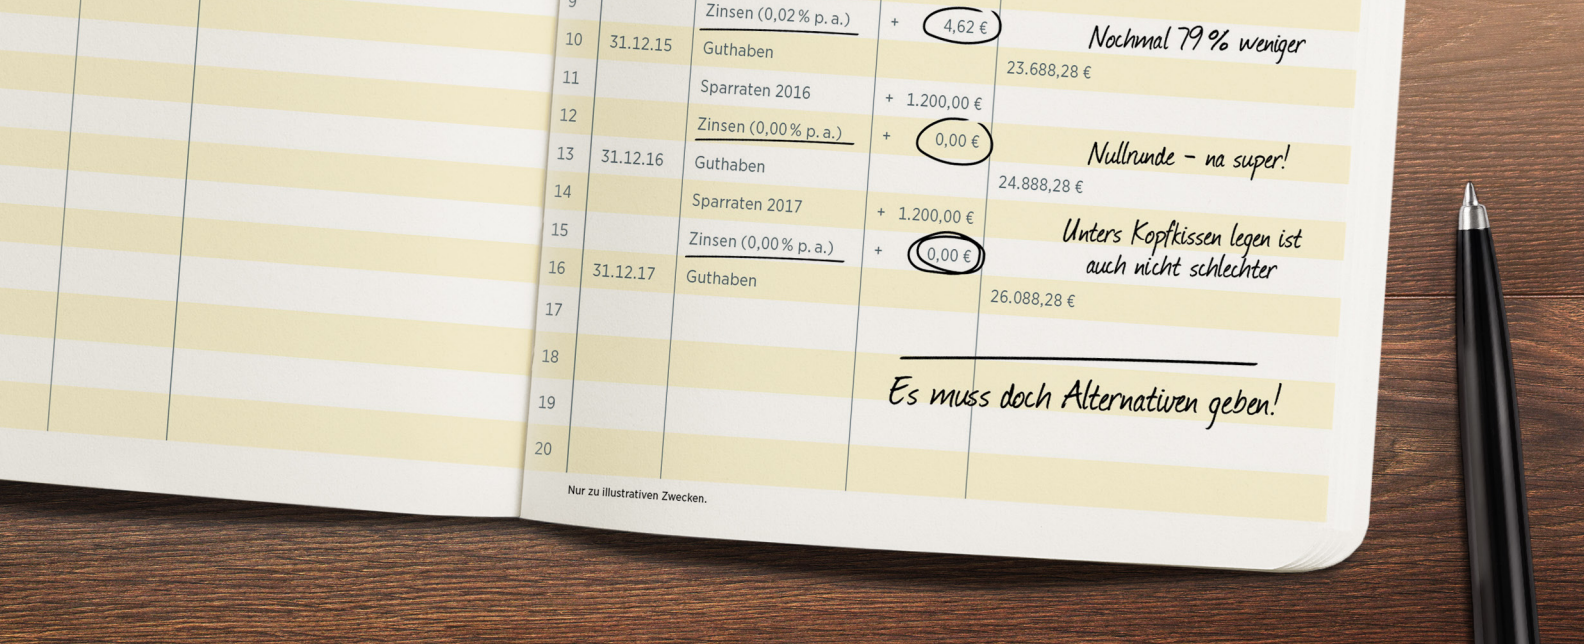 9 Zinsen (0,02 % p. a.) + 4,62 €
Nochmal 79 % weniger
10 31.12.15 Guthaben 23.688,28 €
11 Sparraten 2016 + 1.200,00 €
12 Zinsen (0,00 % p. a.) + 0,00 €
Nullrunde - na super!
13 31.12.16 Guthaben 24.888,28 €
14 Sparraten 2017 + 1.200,00 €
Unters Kopfkissen legen ist
auch nicht schlechter
15 Zinsen (0,00 % p. a.) + 0,00 €
16 31.12.17 Guthaben 26.088,28 €
17
18
Es muss doch Alternativen geben!
19
20
Nur zu illustrativen Zwecken.